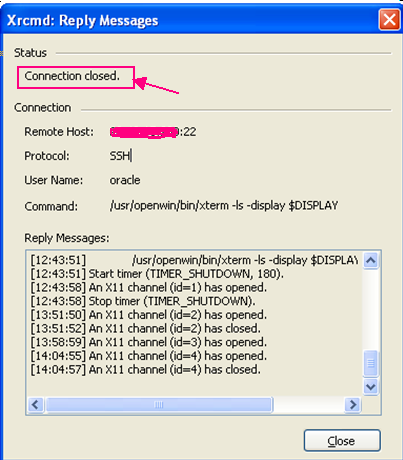 Xrcmd: Reply Messages
Status
Connection closed.
Connection
Remote Host: :22
Protocol: SSH
User Name: oracle
Command: /usr/openwin/bin/xterm -ls -display $DISPLAY
Reply Messages:
[12:43:51] /usr/openwin/bin/xterm -ls -display $DISPLAY
[12:43:51] Start timer (TIMER_SHUTDOWN, 180).
[12:43:58] An X11 channel (id=1) has opened.
[12:43:58] Stop timer (TIMER_SHUTDOWN).
[13:51:50] An X11 channel (id=2) has opened.
[13:51:52] An X11 channel (id=2) has closed.
[13:58:59] An X11 channel (id=3) has opened.
[14:04:55] An X11 channel (id=4) has opened.
[14:04:57] An X11 channel (id=4) has closed.
Close